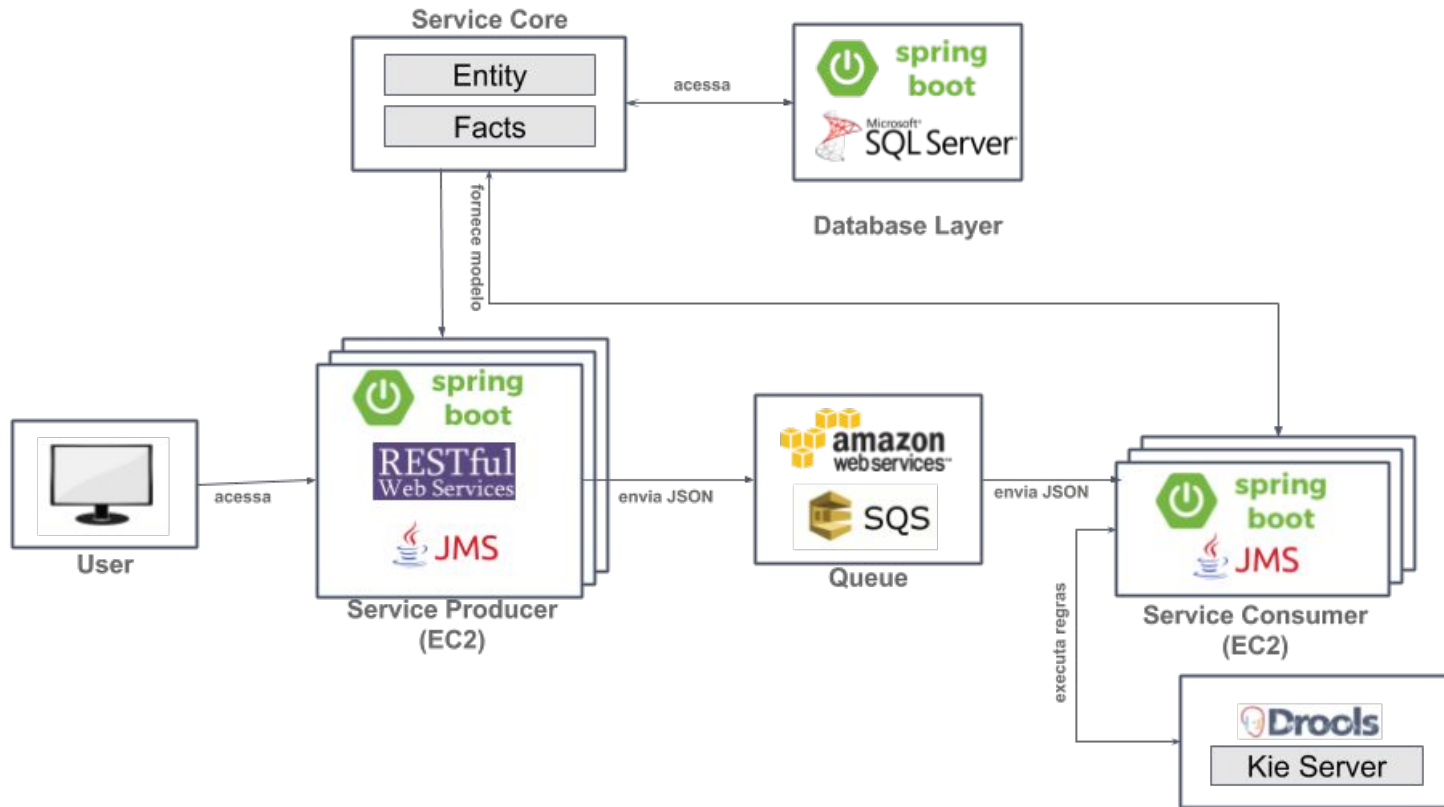 Service Core
Entity
Facts
acessa
spring
boot
Microsoft®
SQL Server
Database Layer
fornece modelo
User
acessa
spring
boot
RESTful
Web Services
JMS
Service Producer
(EC2)
envia JSON
amazon
webservices™
SQS
Queue
envia JSON
spring
boot
JMS
Service Consumer
(EC2)
executa regras
Drools
Kie Server